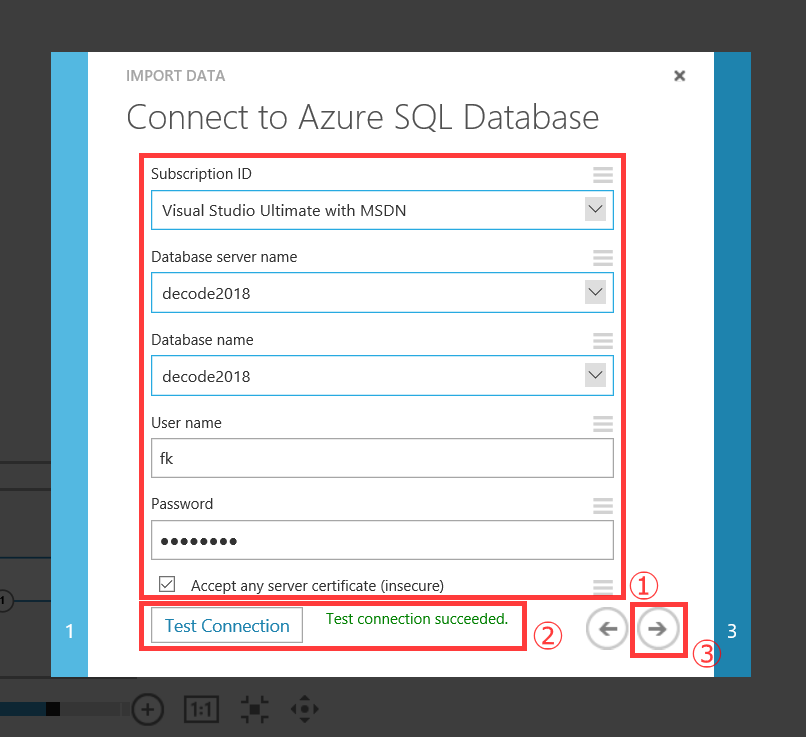 IMPORT DATA
Connect to Azure SQL Database
Subscription ID
Visual Studio Ultimate with MSDN
Database server name
decode2018
Database name
decode2018
User name
fk
Password
●●●●●●●●
Accept any server certificate (insecure)
①
Test Connection
Test connection succeeded.
②
③
1
3
1
1:1